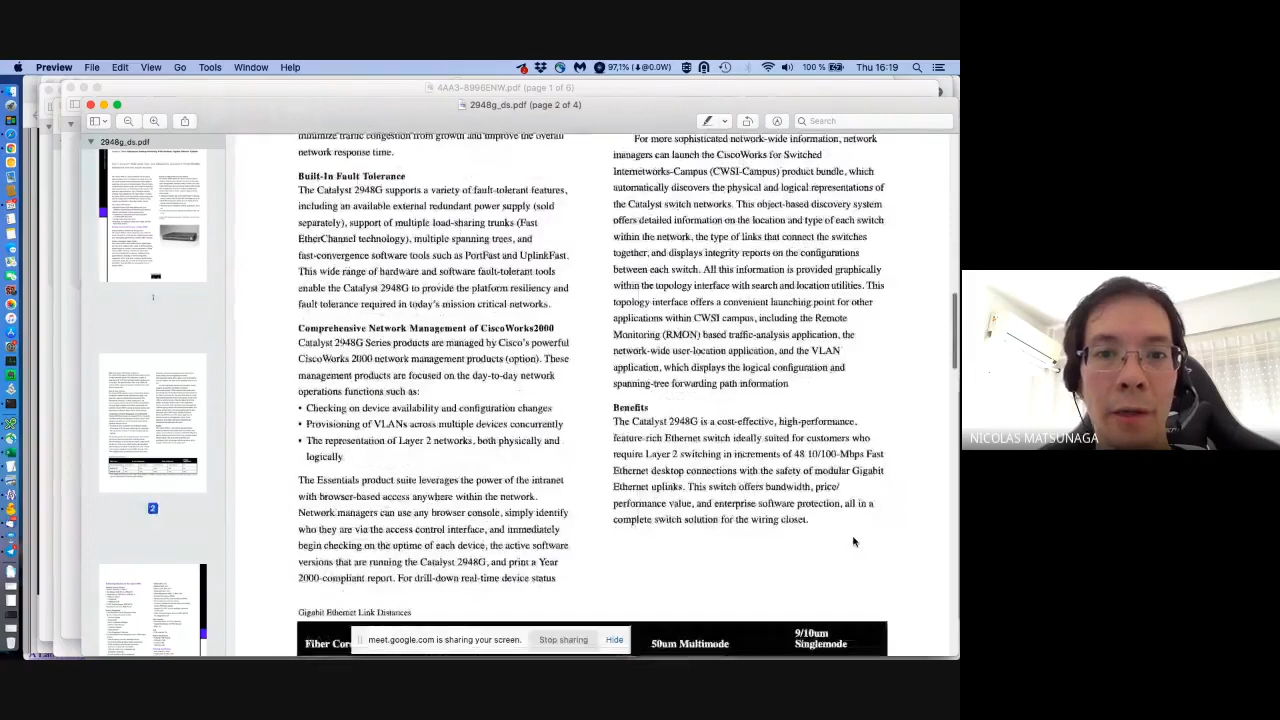 Preview File Edit View Go Tools Window Help
97,1% (⬇@0.0W)
100 %
Thu 16:19
4AA3-8996ENW.pdf (page 1 of 6)
2948g_ds.pdf (page 2 of 4)
Search
2948g_ds.pdf
1
2
minimize traffic congestion from growth and improve the overall
network response time.
Built-In Fault Tolerance
The Catalyst 2948G supports a variety of fault-tolerant features,
including an available external redundant power supply (sold
separately), support for multiple load-sharing trunks (Fast
EtherChannel technology), multiple spanning trees, and
fast-convergence software tools such as PortFast and UplinkFast.
This wide range of hardware and software fault-tolerant tools
enable the Catalyst 2948G to provide the platform resiliency and
fault tolerance required in today's mission critical-networks.
Comprehensive Network Management of CiscoWorks2000
Catalyst 2948G Series products are managed by Cisco's powerful
CiscoWorks 2000 network management products (option). These
management products are focused on the day-to-day network
operations functions such as:
· Changes in device availability and configuration changes
· Provisioning of VLANs across multiple devices concurrently
· The implementation of Layer 2 networks, both physically and
logically
The Essentials product suite leverages the power of the intranet
with browser-based access anywhere within the network.
Network managers can use any browser console, simply identify
who they are via the access control interface, and immediately
begin checking on the uptime of each device, the active software
versions that are running the Catalyst 2948G, and print a Year
2000-compliant report. For drill-down real-time device status
For more sophisticated network-wide information, network
managers can launch the CiscoWorks for Switched
Internetworks-Campus (CWSI-Campus) product bundle, which
automatically discovers the physical and logical representations of
the Catalyst switch networks. This object-based discovery system
offers detailed information on the location and type of each switch
within the network, the type of links that connect the switches
together, and displays integrity reports on the configurations
between each switch. All this information is provided graphically
within the topology interface with search and location utilities. This
topology interface offers a convenient launching point for other
applications within CWSI campus, including the Remote
Monitoring (RMON) based traffic-analysis application, the
network-wide user-location application, and the VLAN
application, which displays the logical configuration and
spanning-tree forwarding path information
Benefits
The Catalyst 2948G is a cost-effective, high-performance,
feature-rich Ethernet switch ideally suited for customers who
require Layer 2 switching in increments of 48 10/100-Mbps Fast
Ethernet desktop connections with the safety of modular Gigabit
Ethernet uplinks. This switch offers bandwidth, price/
performance value, and enterprise software protection, all in a
complete switch solution for the wiring closet.
Gigabit Ethernet Link Distances
Fiber Core
50um Multimode
9/10um
Singlemode
meet.google.com is sharing your screen. Stop sharing Hide
NICOLAS MATSUNAGA